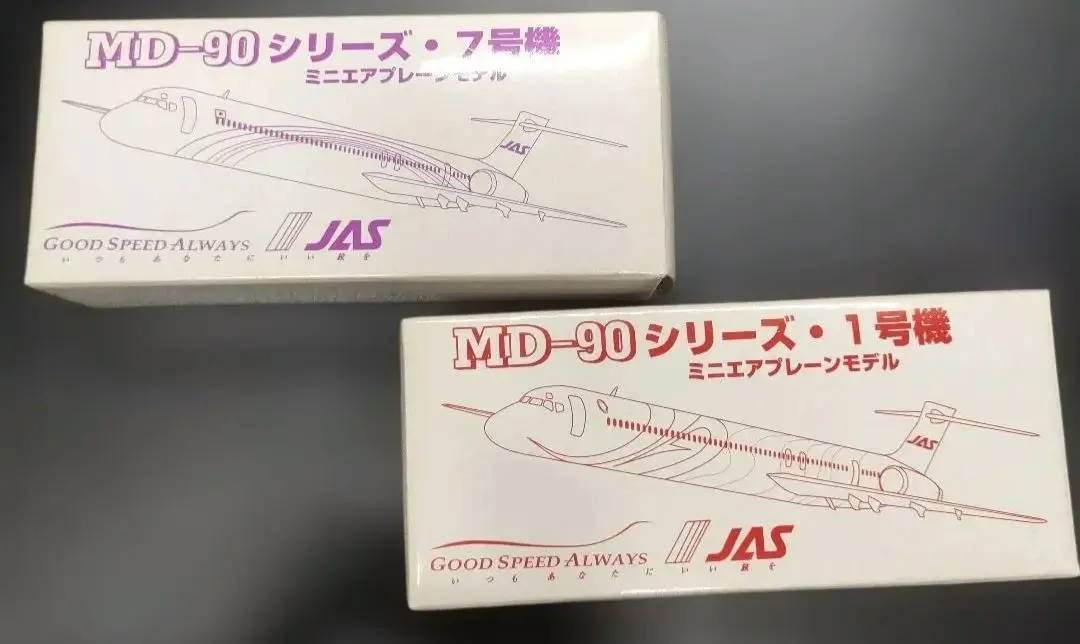 MD-90シリーズ・7号機
ミニエアプレーンモデル
JAS
GOOD SPEED ALWAYS JAS
いつもあなたにいい旅を
MD-90シリーズ・1号機
ミニエアプレーンモデル
JAS
GOOD SPEED ALWAYS JAS
いつもあなたにいい旅を